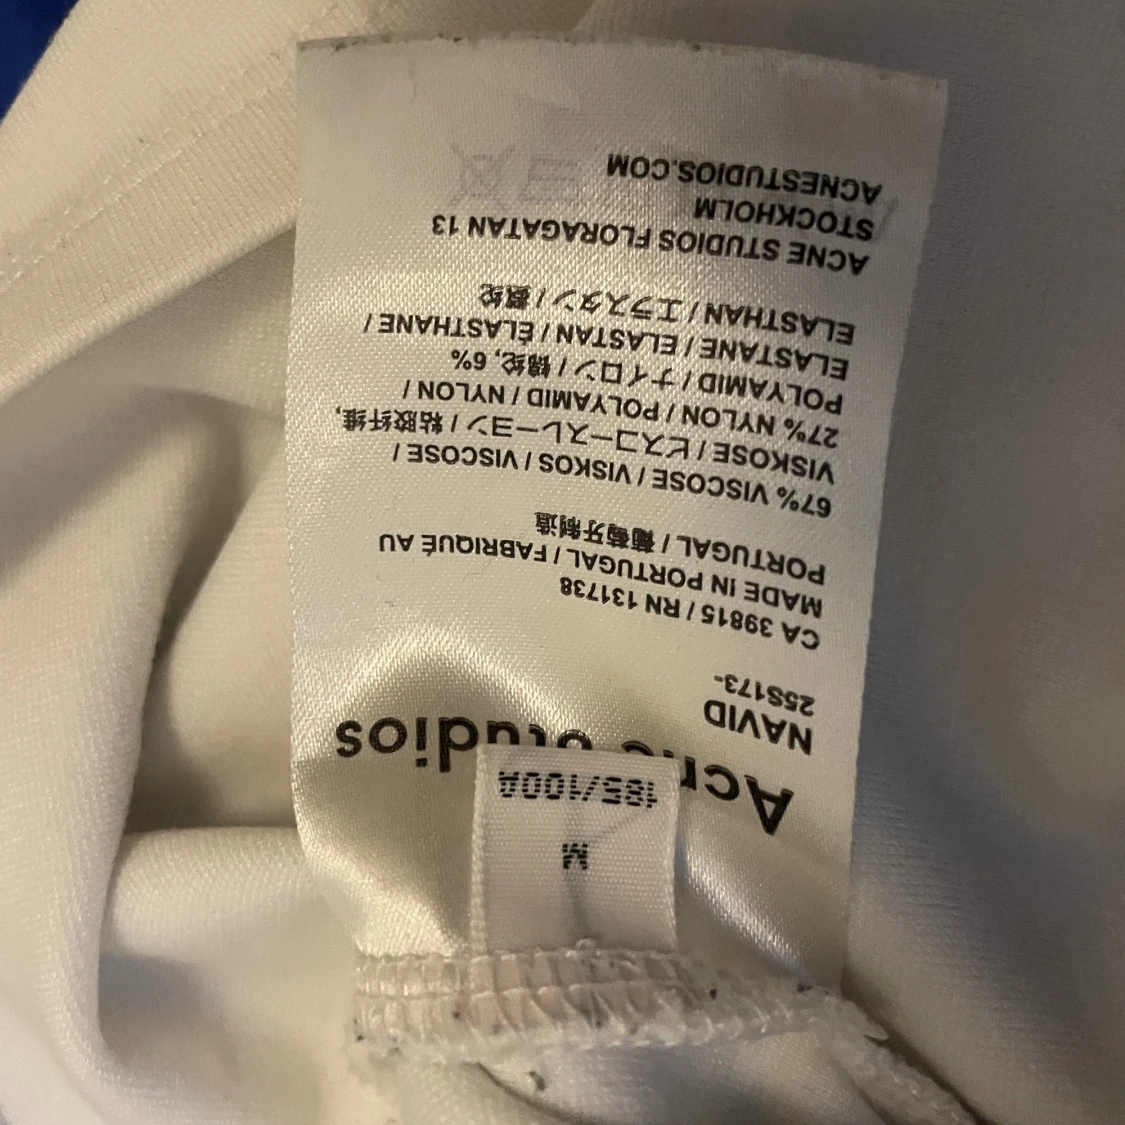 Acne Studios
M
185/100A
NAVID
25S173-
CA 39815 / RN 131738
MADE IN PORTUGAL / FABRIQUÉ AU
PORTUGAL / 葡萄牙制造
67% VISCOSE / VISKOS / VISCOSE /
VISKOSE / ビスコースレーヨン / 粘胶纤维,
27% NYLON / POLYAMID / NYLON /
POLYAMID / ナイロン / 锦纶, 6%
ELASTANE / ELASTAN / ÉLASTHANE /
ELASTHAN / エラスタン / 氨纶
ACNE STUDIOS FLORAGATAN 13
STOCKHOLM
ACNESTUDIOS.COM